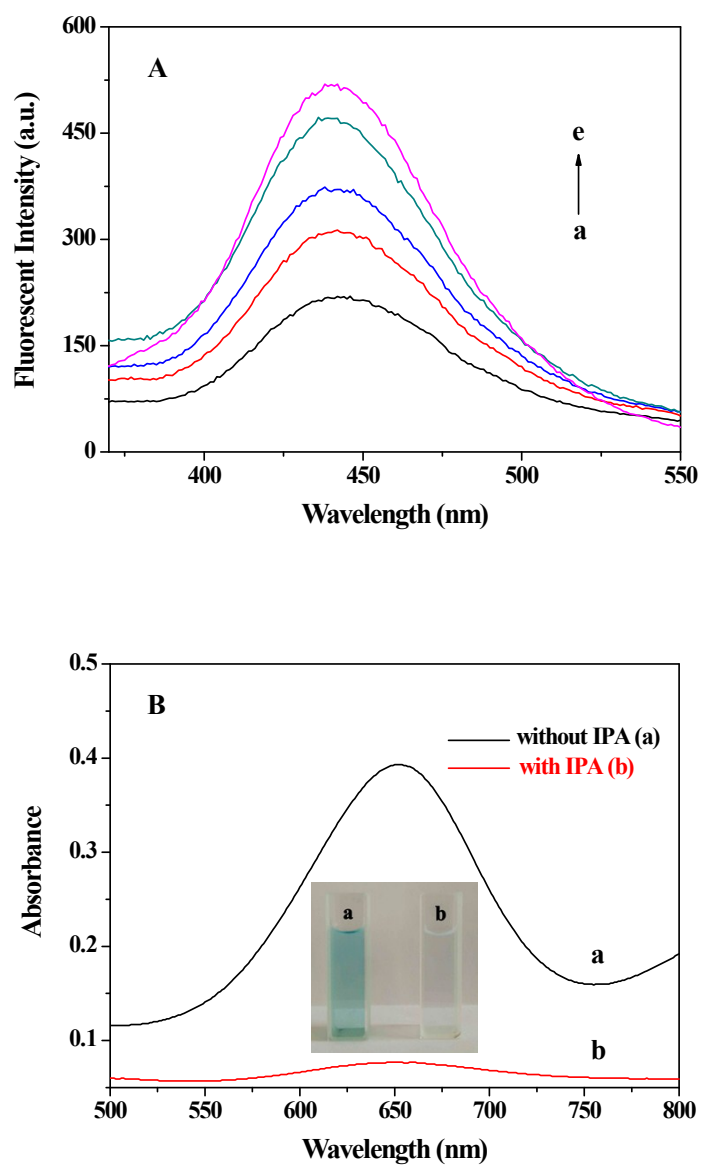 600
A
450
e
300
a
150
0
400
450
500
550
Fluorescent Intensity (a.u.)
Wavelength (nm)
0.5
B
without IPA (a)
0.4
with IPA (b)
0.3
a
b
0.2
a
0.1
b
500
550
600
650
700
750
800
Absorbance
Wavelength (nm)